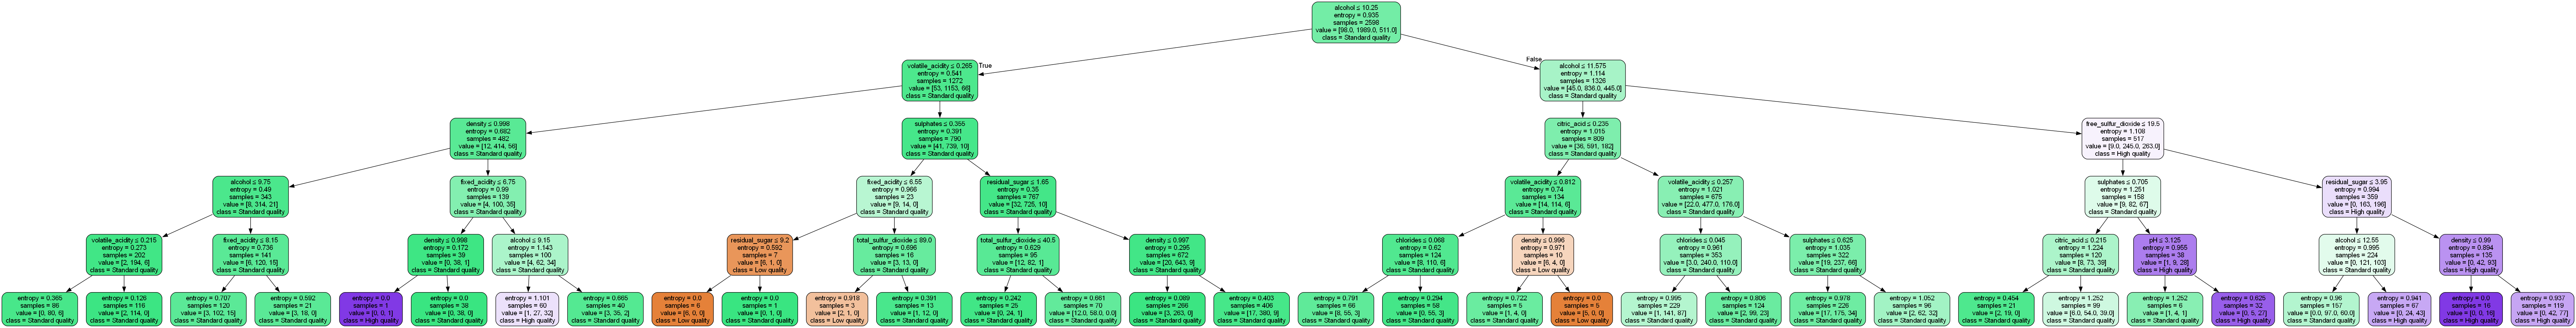 alcohol ≤ 10.25
entropy = 0.935
samples = 2598
value = [98.0, 1989.0, 511.0]
class = Standard quality
True
False
volatile_acidity ≤ 0.265
entropy = 0.541
samples = 1272
value = [53, 1153, 66]
class = Standard quality
alcohol ≤ 11.575
entropy = 1.114
samples = 1326
value = [45.0, 836.0, 445.0]
class = Standard quality
density ≤ 0.998
entropy = 0.682
samples = 482
value = [12, 414, 56]
class = Standard quality
sulphates ≤ 0.355
entropy = 0.391
samples = 790
value = [41, 739, 10]
class = Standard quality
citric_acid ≤ 0.235
entropy = 1.015
samples = 809
value = [36, 591, 182]
class = Standard quality
free_sulfur_dioxide ≤ 19.5
entropy = 1.108
samples = 517
value = [9.0, 245.0, 263.0]
class = High quality
alcohol ≤ 9.75
entropy = 0.49
samples = 343
value = [8, 314, 21]
class = Standard quality
fixed_acidity ≤ 6.75
entropy = 0.99
samples = 139
value = [4, 100, 35]
class = Standard quality
fixed_acidity ≤ 6.55
entropy = 0.966
samples = 23
value = [9, 14, 0]
class = Standard quality
residual_sugar ≤ 1.65
entropy = 0.35
samples = 767
value = [32, 725, 10]
class = Standard quality
volatile_acidity ≤ 0.812
entropy = 0.74
samples = 134
value = [14, 114, 6]
class = Standard quality
volatile_acidity ≤ 0.257
entropy = 1.021
samples = 675
value = [22.0, 477.0, 176.0]
class = Standard quality
sulphates ≤ 0.705
entropy = 1.251
samples = 158
value = [9, 82, 67]
class = Standard quality
residual_sugar ≤ 3.95
entropy = 0.994
samples = 359
value = [0, 163, 196]
class = High quality
volatile_acidity ≤ 0.215
entropy = 0.273
samples = 202
value = [2, 194, 6]
class = Standard quality
fixed_acidity ≤ 8.15
entropy = 0.736
samples = 141
value = [6, 120, 15]
class = Standard quality
density ≤ 0.998
entropy = 0.172
samples = 39
value = [0, 38, 1]
class = Standard quality
alcohol ≤ 9.15
entropy = 1.143
samples = 100
value = [4, 62, 34]
class = Standard quality
residual_sugar ≤ 9.2
entropy = 0.592
samples = 7
value = [6, 1, 0]
class = Low quality
total_sulfur_dioxide ≤ 89.0
entropy = 0.696
samples = 16
value = [3, 13, 0]
class = Standard quality
total_sulfur_dioxide ≤ 40.5
entropy = 0.629
samples = 95
value = [12, 82, 1]
class = Standard quality
density ≤ 0.997
entropy = 0.295
samples = 672
value = [20, 643, 9]
class = Standard quality
chlorides ≤ 0.068
entropy = 0.62
samples = 124
value = [8, 110, 6]
class = Standard quality
density ≤ 0.996
entropy = 0.971
samples = 10
value = [6, 4, 0]
class = Low quality
chlorides ≤ 0.045
entropy = 0.961
samples = 353
value = [3.0, 240.0, 110.0]
class = Standard quality
sulphates ≤ 0.625
entropy = 1.035
samples = 322
value = [19, 237, 66]
class = Standard quality
citric_acid ≤ 0.215
entropy = 1.224
samples = 120
value = [8, 73, 39]
class = Standard quality
pH ≤ 3.125
entropy = 0.955
samples = 38
value = [1, 9, 28]
class = High quality
alcohol ≤ 12.55
entropy = 0.995
samples = 224
value = [0, 121, 103]
class = Standard quality
density ≤ 0.99
entropy = 0.894
samples = 135
value = [0, 42, 93]
class = High quality
entropy = 0.365
samples = 86
value = [0, 80, 6]
class = Standard quality
entropy = 0.126
samples = 116
value = [2, 114, 0]
class = Standard quality
entropy = 0.707
samples = 120
value = [3, 102, 15]
class = Standard quality
entropy = 0.592
samples = 21
value = [3, 18, 0]
class = Standard quality
entropy = 0.0
samples = 1
value = [0, 0, 1]
class = High quality
entropy = 0.0
samples = 38
value = [0, 38, 0]
class = Standard quality
entropy = 1.101
samples = 60
value = [1, 27, 32]
class = High quality
entropy = 0.665
samples = 40
value = [3, 35, 2]
class = Standard quality
entropy = 0.0
samples = 6
value = [6, 0, 0]
class = Low quality
entropy = 0.0
samples = 1
value = [0, 1, 0]
class = Standard quality
entropy = 0.918
samples = 3
value = [2, 1, 0]
class = Low quality
entropy = 0.391
samples = 13
value = [1, 12, 0]
class = Standard quality
entropy = 0.242
samples = 25
value = [0, 24, 1]
class = Standard quality
entropy = 0.661
samples = 70
value = [12.0, 58.0, 0.0]
class = Standard quality
entropy = 0.089
samples = 266
value = [3, 263, 0]
class = Standard quality
entropy = 0.403
samples = 406
value = [17, 380, 9]
class = Standard quality
entropy = 0.791
samples = 66
value = [8, 55, 3]
class = Standard quality
entropy = 0.294
samples = 58
value = [0, 55, 3]
class = Standard quality
entropy = 0.722
samples = 5
value = [1, 4, 0]
class = Standard quality
entropy = 0.0
samples = 5
value = [5, 0, 0]
class = Low quality
entropy = 0.995
samples = 229
value = [1, 141, 87]
class = Standard quality
entropy = 0.806
samples = 124
value = [2, 99, 23]
class = Standard quality
entropy = 0.978
samples = 226
value = [17, 175, 34]
class = Standard quality
entropy = 1.052
samples = 96
value = [2, 62, 32]
class = Standard quality
entropy = 0.454
samples = 21
value = [2, 19, 0]
class = Standard quality
entropy = 1.252
samples = 99
value = [6.0, 54.0, 39.0]
class = Standard quality
entropy = 1.252
samples = 6
value = [1, 4, 1]
class = Standard quality
entropy = 0.625
samples = 32
value = [0, 5, 27]
class = High quality
entropy = 0.96
samples = 157
value = [0.0, 97.0, 60.0]
class = Standard quality
entropy = 0.941
samples = 67
value = [0, 24, 43]
class = High quality
entropy = 0.0
samples = 16
value = [0, 0, 16]
class = High quality
entropy = 0.937
samples = 119
value = [0, 42, 77]
class = High quality